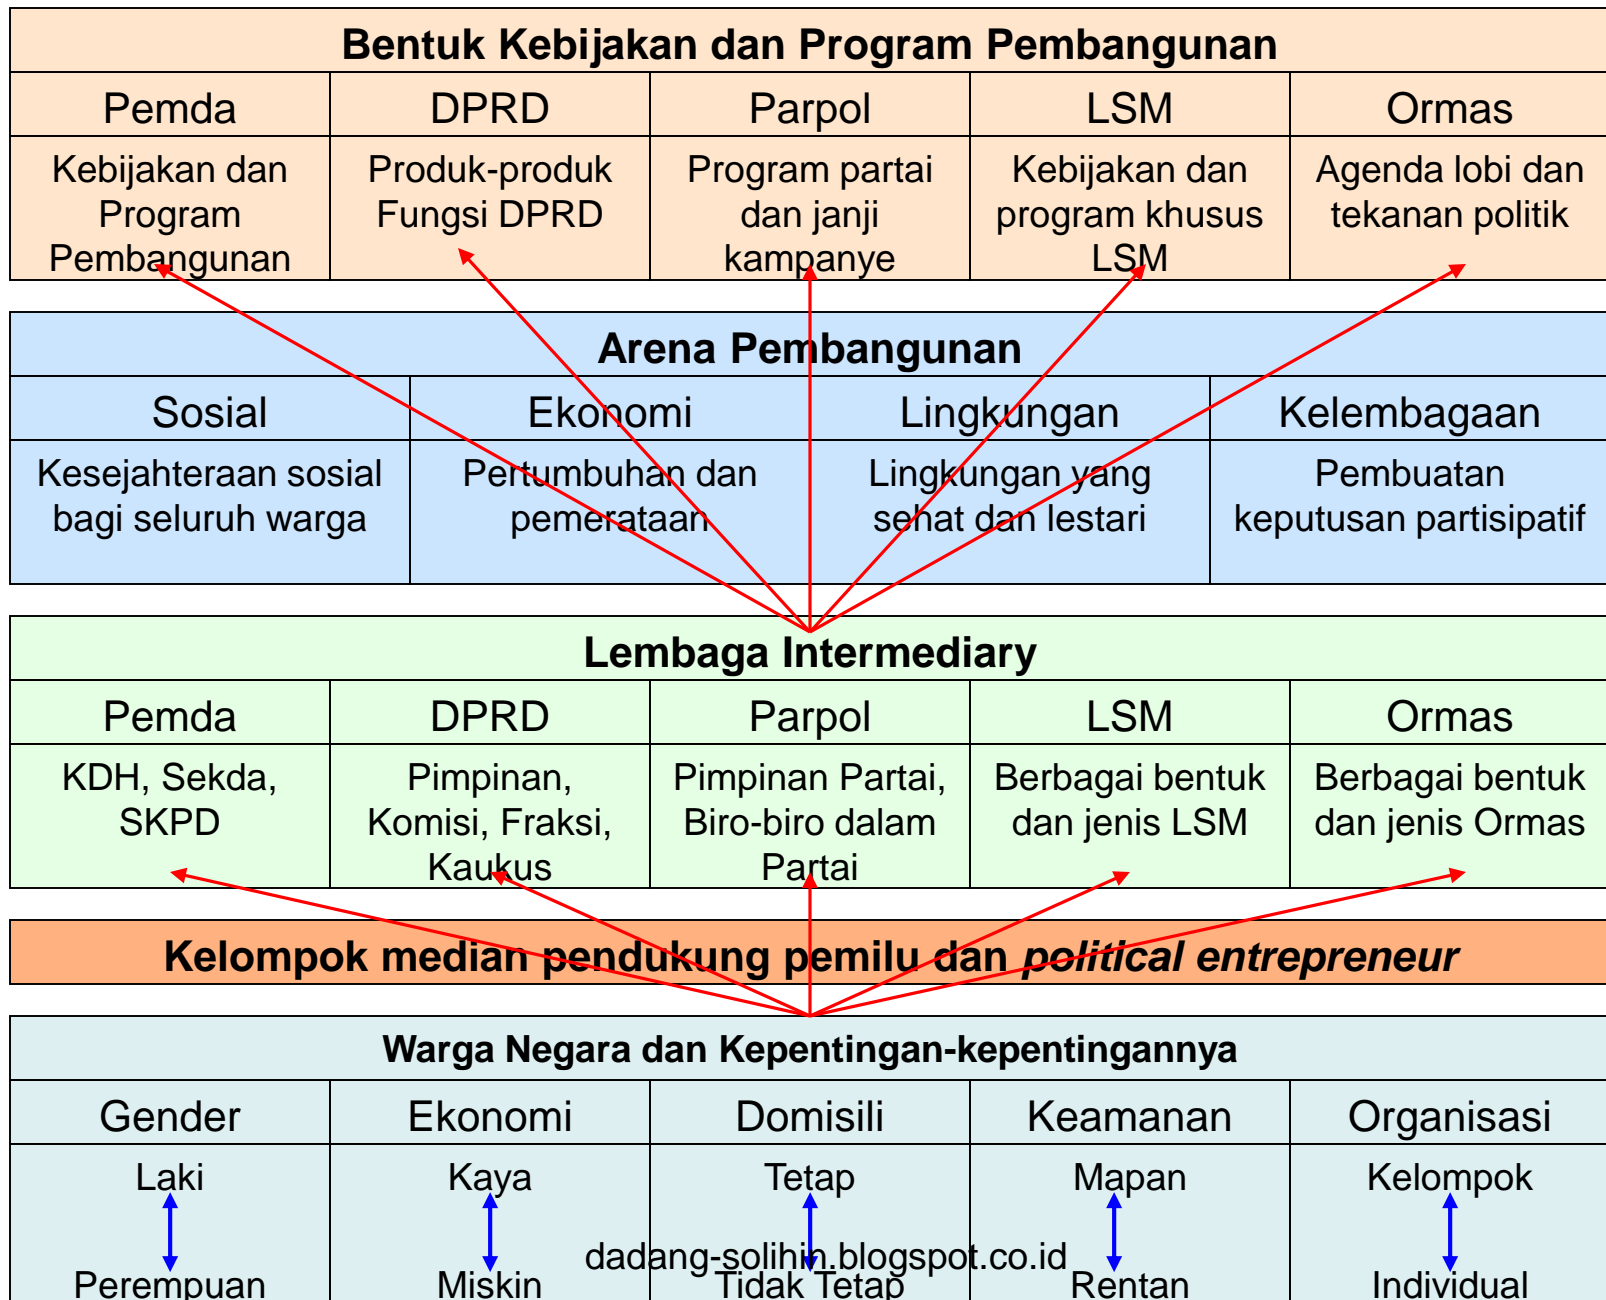 Bentuk Kebijakan dan Program Pembangunan
Pemda
DPRD
Parpol
LSM
Ormas
Kebijakan dan
Program
Pembangunan
Produk-produk
Fungsi DPRD
Program partai
dan janji
kampanye
Kebijakan dan
program khusus
LSM
Agenda lobi dan
tekanan politik
Arena Pembangunan
Sosial
Ekonomi
Lingkungan
Kelembagaan
Kesejahteraan sosial
bagi seluruh warga
Pertumbuhan dan
pemerataan
Lingkungan yang
sehat dan lestari
Pembuatan
keputusan partisipatif
Lembaga Intermediary
Pemda
DPRD
Parpol
LSM
Ormas
KDH, Sekda,
SKPD
Pimpinan,
Komisi, Fraksi,
Kaukus
Pimpinan Partai,
Biro-biro dalam
Partai
Berbagai bentuk
dan jenis LSM
Berbagai bentuk
dan jenis Ormas
Kelompok median pendukung pemilu dan political entrepreneur
Warga Negara dan Kepentingan-kepentingannya
Gender
Ekonomi
Domisili
Keamanan
Organisasi
Laki
Kaya
Tetap
Mapan
Kelompok
Perempuan
Miskin
Tidak Tetap
Rentan
Individual
dadang-solihin.blogspot.co.id